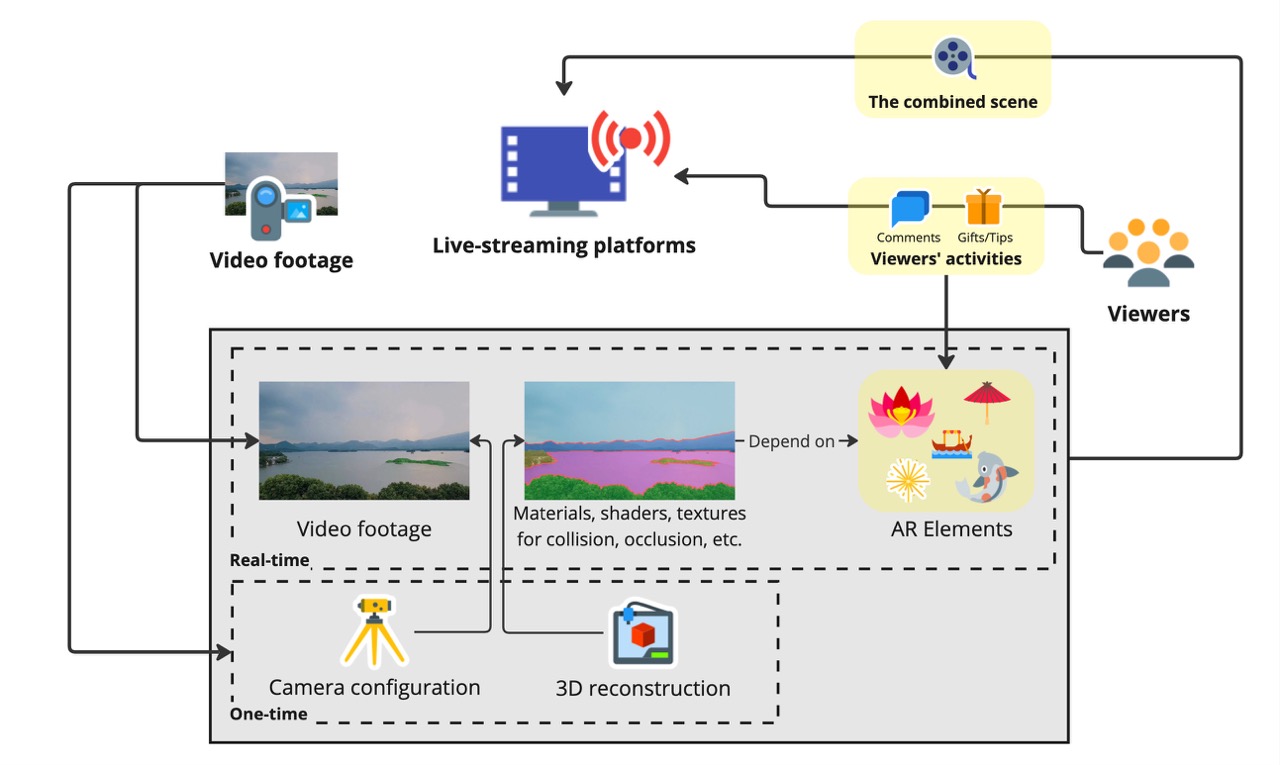 The combined scene
Live-streaming platforms
Video footage
Comments
Gifts/Tips
Viewers' activities
Viewers
Video footage
Materials, shaders, textures
for collision, occlusion, etc.
Depend on
AR Elements
Real-time
Camera configuration
3D reconstruction
One-time